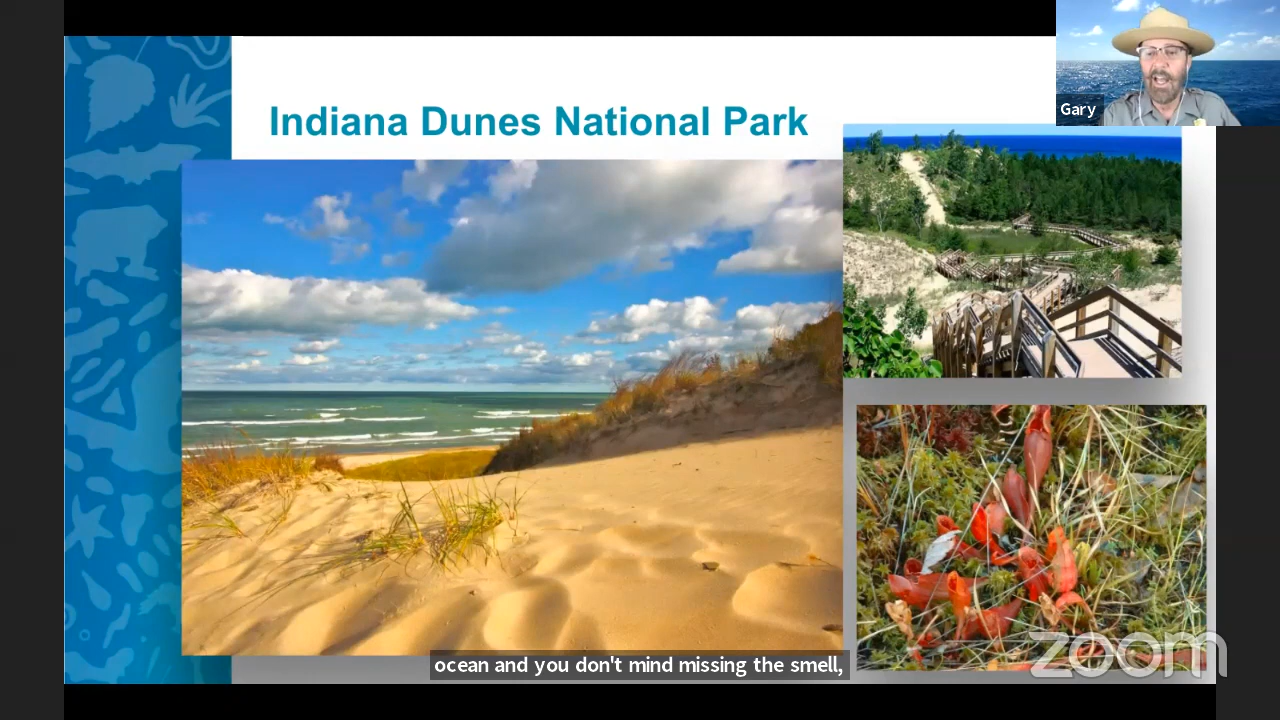 Gary
Indiana Dunes National Park
ocean and you don't mind missing the smell,
zoom